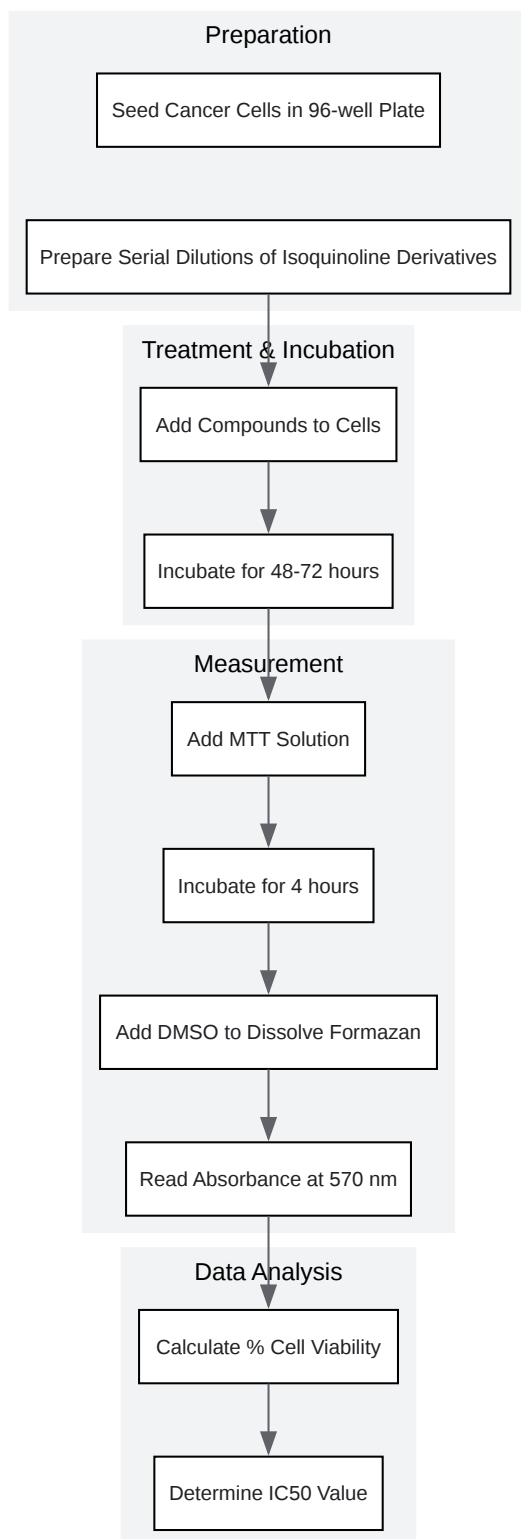 Preparation
Seed Cancer Cells in 96-well Plate
Prepare Serial Dilutions of Isoquinoline Derivatives
Treatment & Incubation
Add Compounds to Cells
Incubate for 48-72 hours
Measurement
Add MTT Solution
Incubate for 4 hours
Add DMSO to Dissolve Formazan
Read Absorbance at 570 nm
Data Analysis
Calculate % Cell Viability
Determine IC50 Value